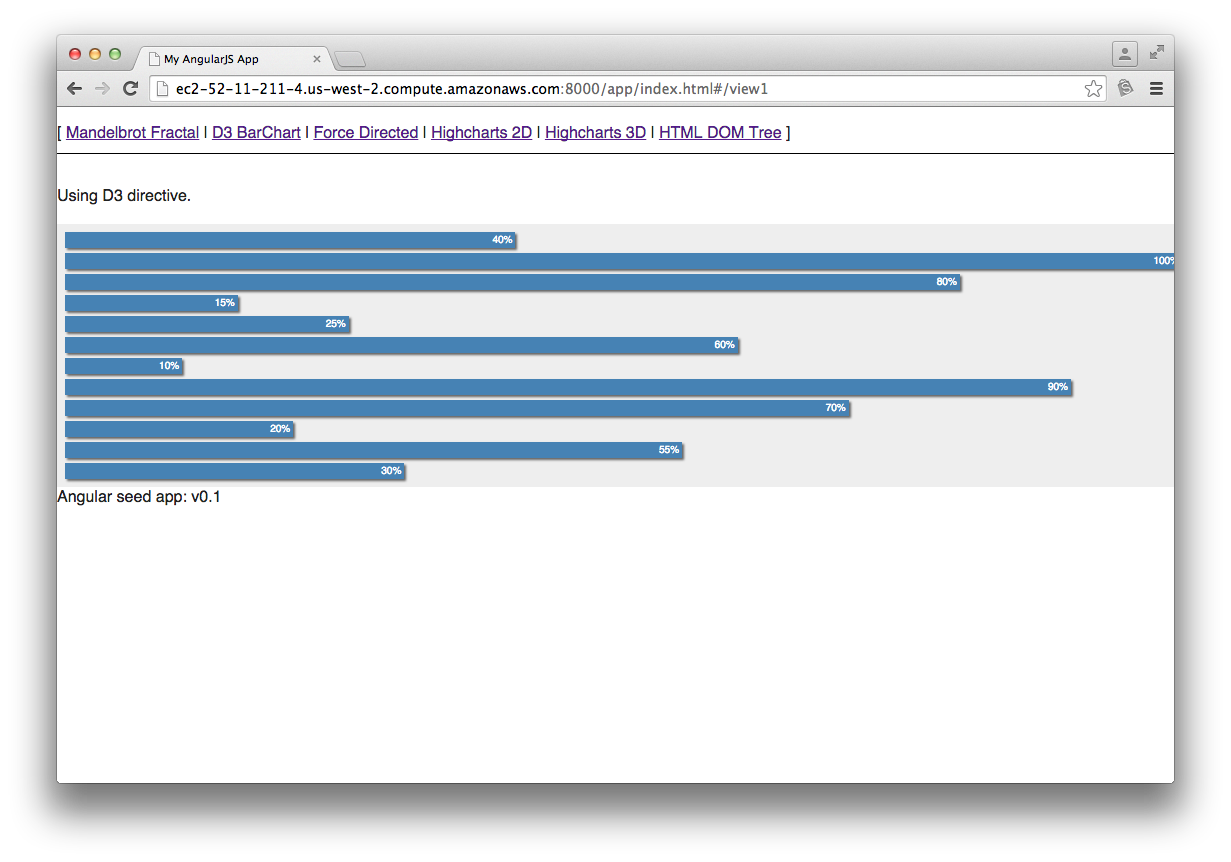 My AngularJS App
ec2-52-11-211-4.us-west-2.compute.amazonaws.com:8000/app/index.html#/view1
[ Mandelbrot Fractal | D3 BarChart | Force Directed | Highcharts 2D | Highcharts 3D | HTML DOM Tree ]
Using D3 directive.
40%
100%
80%
15%
25%
60%
10%
90%
70%
20%
55%
30%
Angular seed app: v0.1